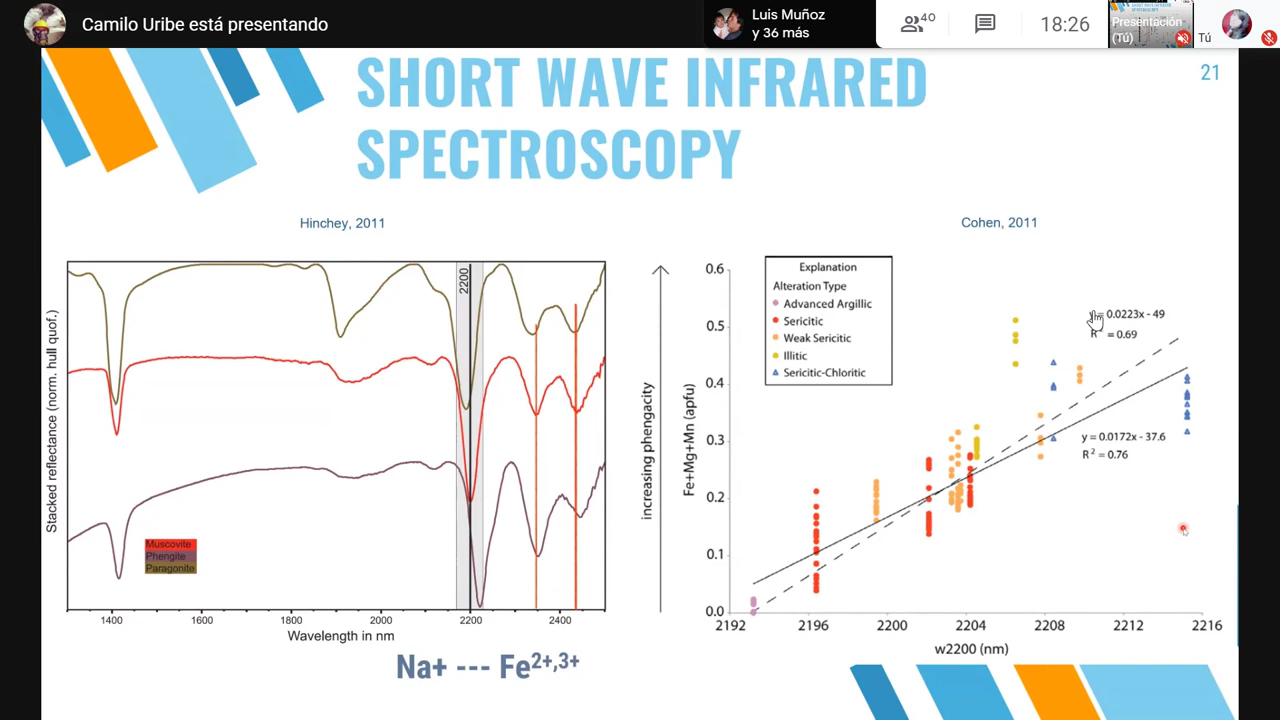 Camilo Uribe está presentando
Luis Muñoz
y 36 más
40
18:26
Presentación
(Tú)
Tú
SHORT WAVE INFRARED
SPECTROSCOPY
21
Hinchey, 2011
Cohen, 2011
Stacked reflectance (norm. hull quof.)
2200
Muscovite
Phengite
Paragonite
1400
1600
1800
2000
2200
2400
Wavelength in nm
Na+ --- Fe2+,3+
increasing phengacity
Fe+Mg+Mn (apfu)
0.6
0.5
0.4
0.3
0.2
0.1
0.0
Explanation
Alteration Type
Advanced Argillic
Sericitic
Weak Sericitic
Illitic
Sericitic-Chloritic
y = 0.0223x - 49
R2 = 0.69
y = 0.0172x - 37.6
R2 = 0.76
2192
2196
2200
2204
2208
2212
2216
w2200 (nm)